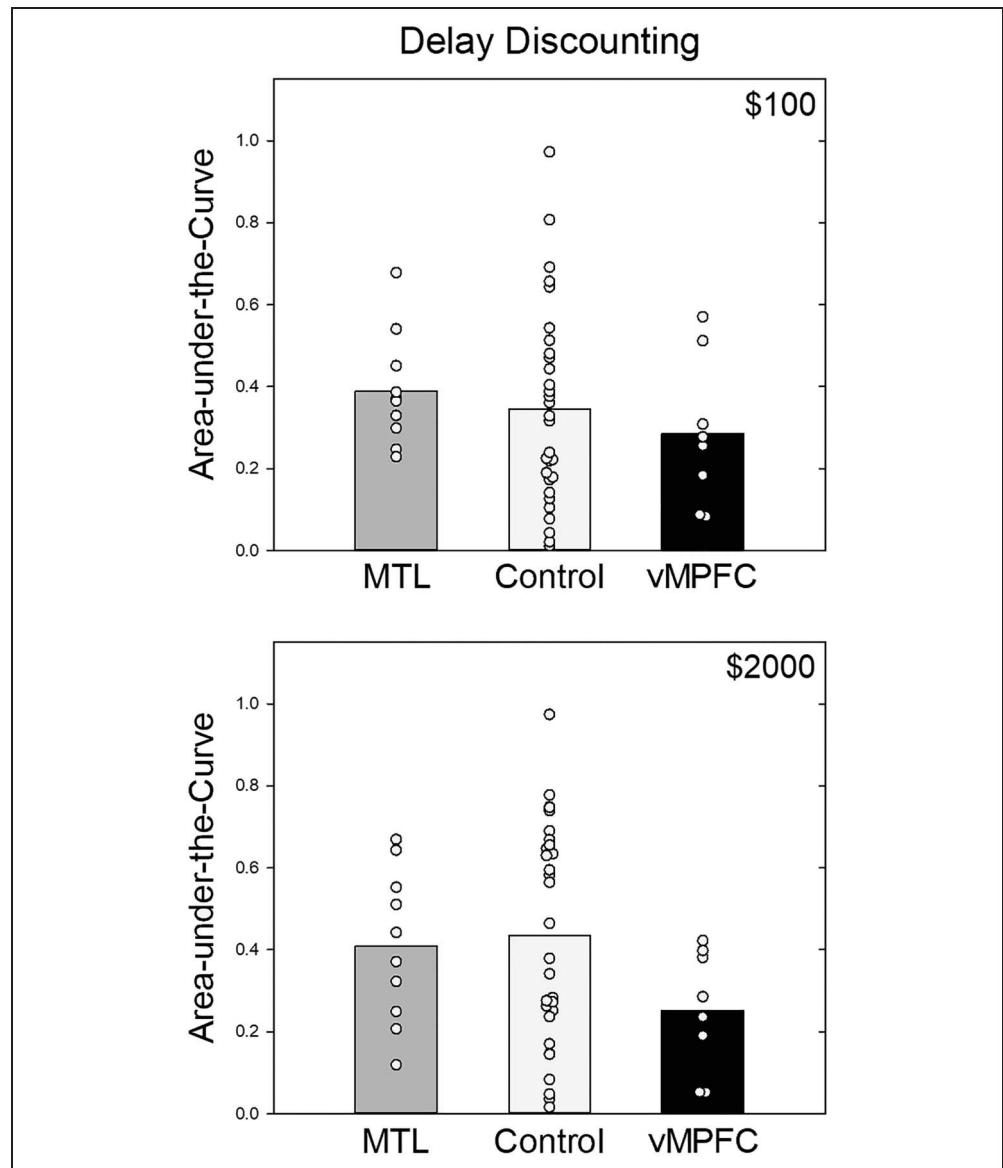 Delay Discounting
$100
Area-under-the-Curve
1.0
0.8
0.6
0.4
0.2
0.0
MTL Control vMPFC
$2000
Area-under-the-Curve
1.0
0.8
0.6
0.4
0.2
0.0
MTL Control vMPFC